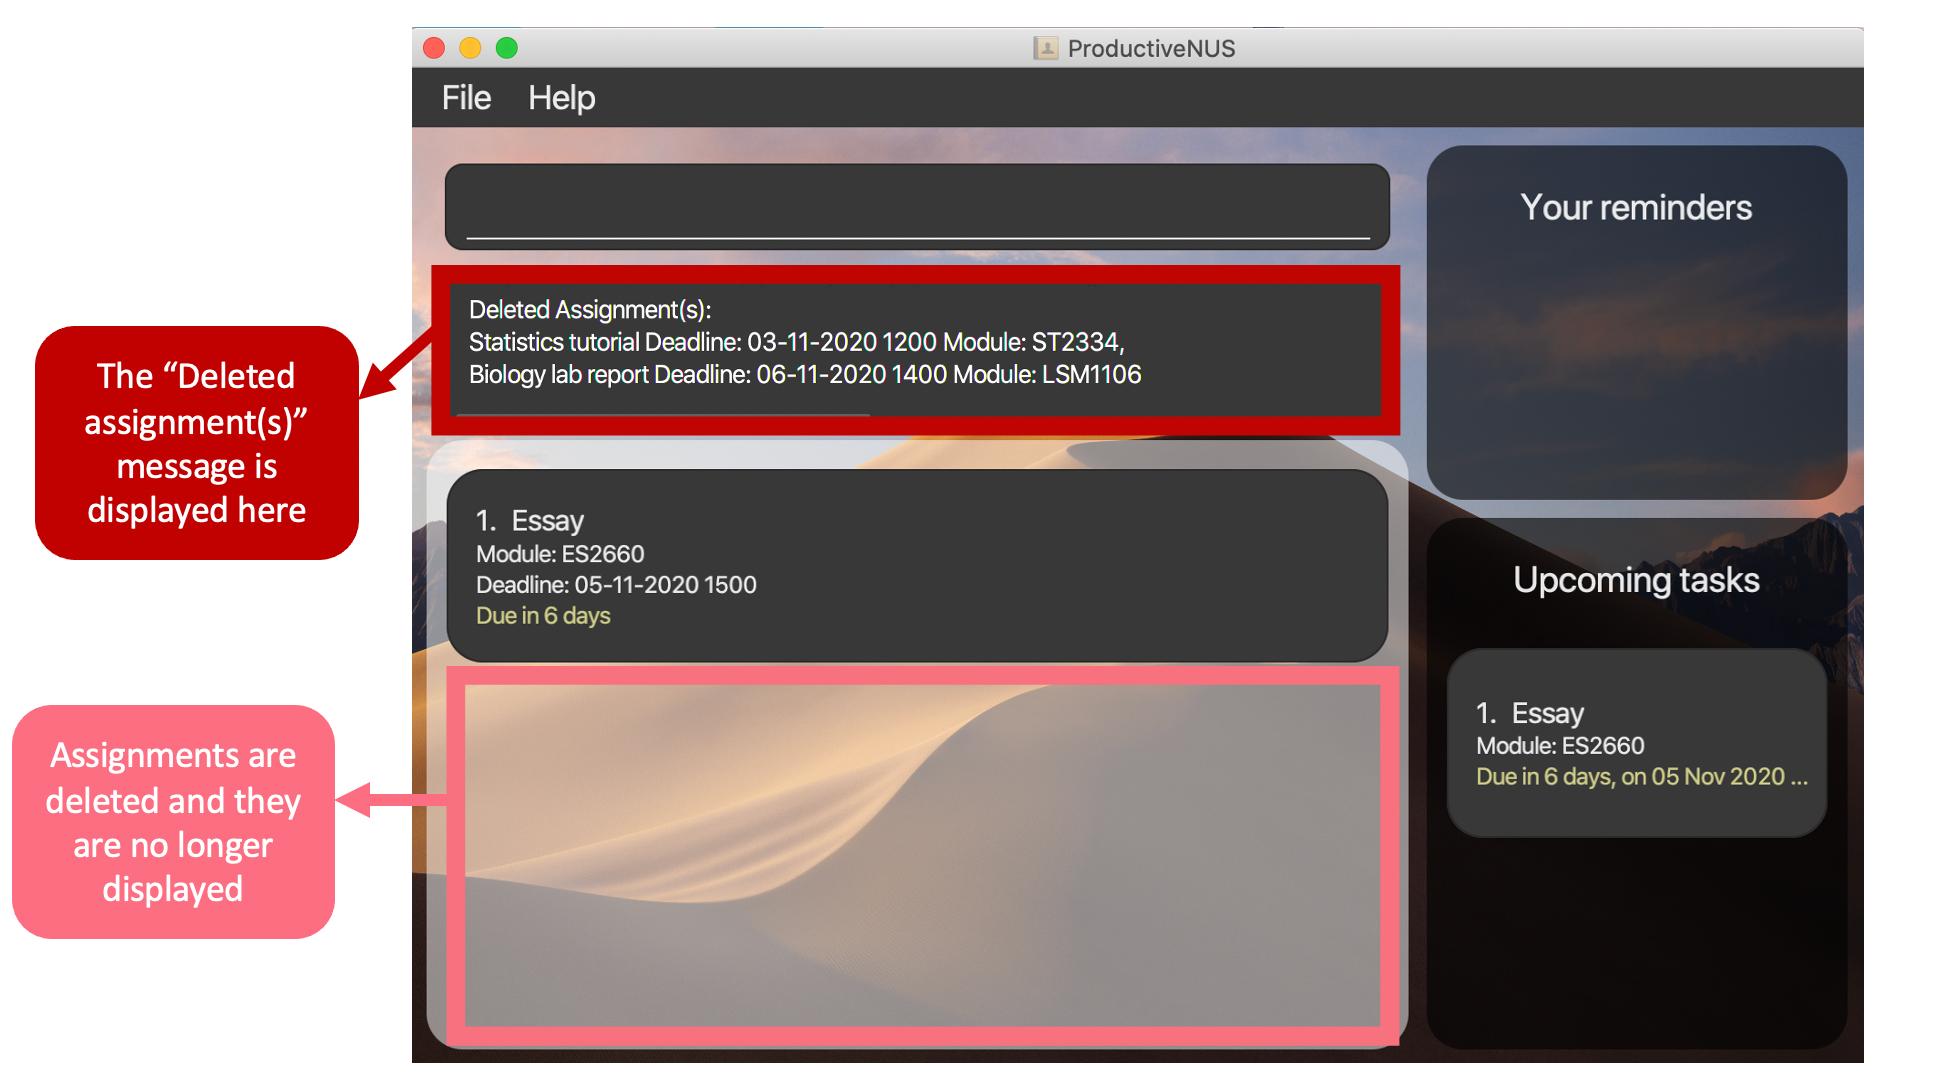 ProductiveNUS
File Help
Your reminders
Deleted Assignment(s):
Statistics tutorial Deadline: 03-11-2020 1200 Module: ST2334,
Biology lab report Deadline: 06-11-2020 1400 Module: LSM1106
The “Deleted
assignment(s)”
message is
displayed here
1. Essay
Module: ES2660
Deadline: 05-11-2020 1500
Due in 6 days
Upcoming tasks
1. Essay
Module: ES2660
Due in 6 days, on 05 Nov 2020 ...
Assignments are
deleted and they
are no longer
displayed